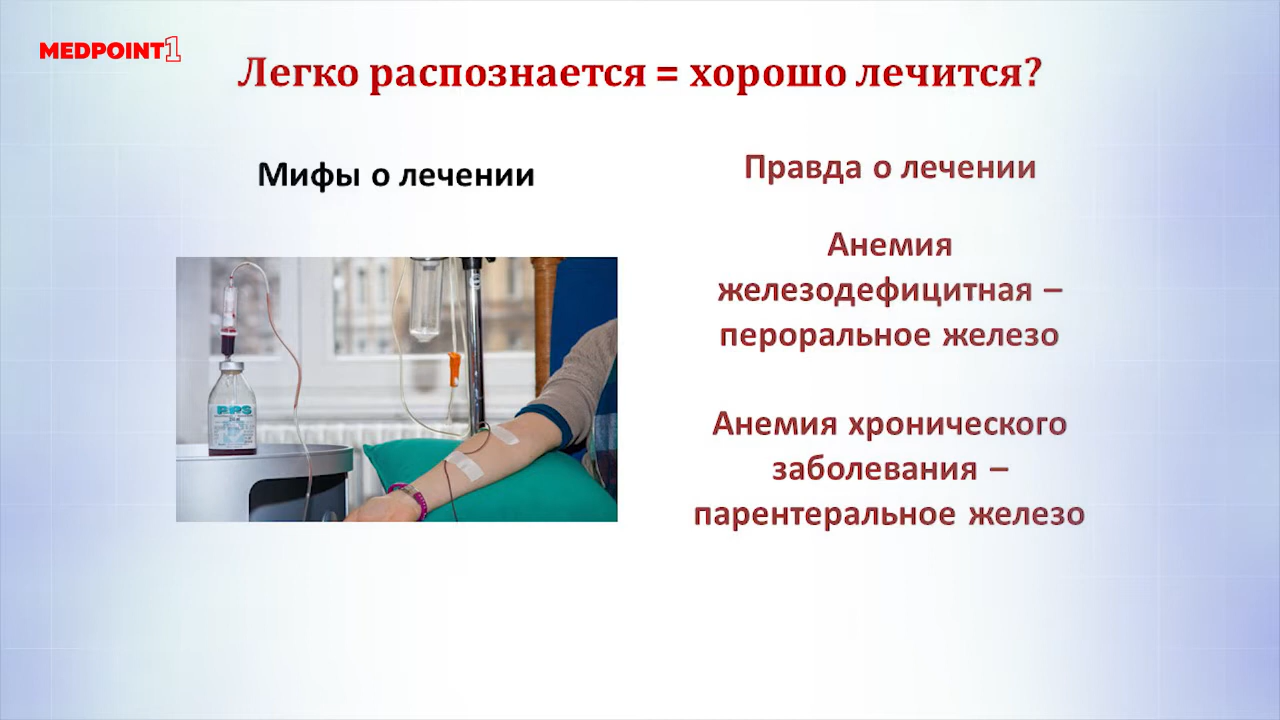 MEDPOINT1
Легко распознается = хорошо лечится?
Мифы о лечении
Правда о лечении
Анемия
железодефицитная –
пероральное железо
Анемия хронического
заболевания –
парентеральное железо